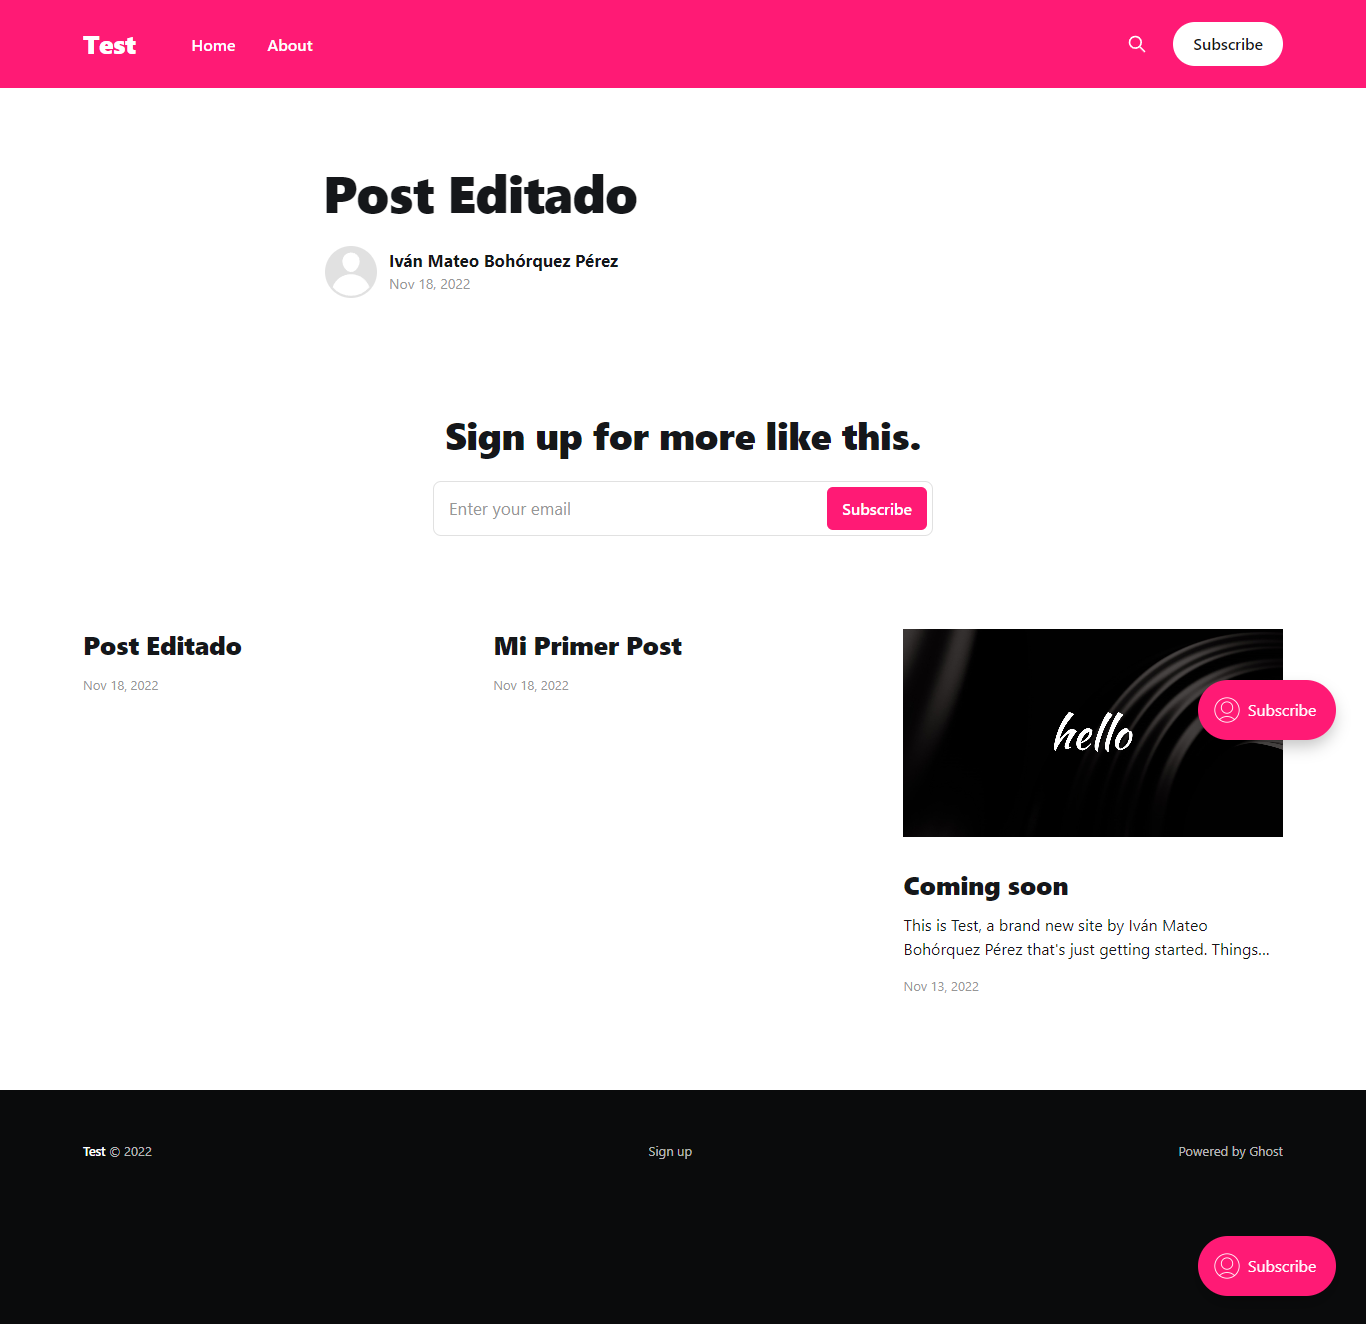 Test
Home
About
Subscribe
Post Editado
Iván Mateo Bohórquez Pérez
Nov 18, 2022
Sign up for more like this.
Enter your email
Subscribe
Post Editado
Nov 18, 2022
Mi Primer Post
Nov 18, 2022
hello
Subscribe
Coming soon
This is Test, a brand new site by Iván Mateo
Bohórquez Pérez that's just getting started. Things...
Nov 13, 2022
Test © 2022
Sign up
Powered by Ghost
Subscribe